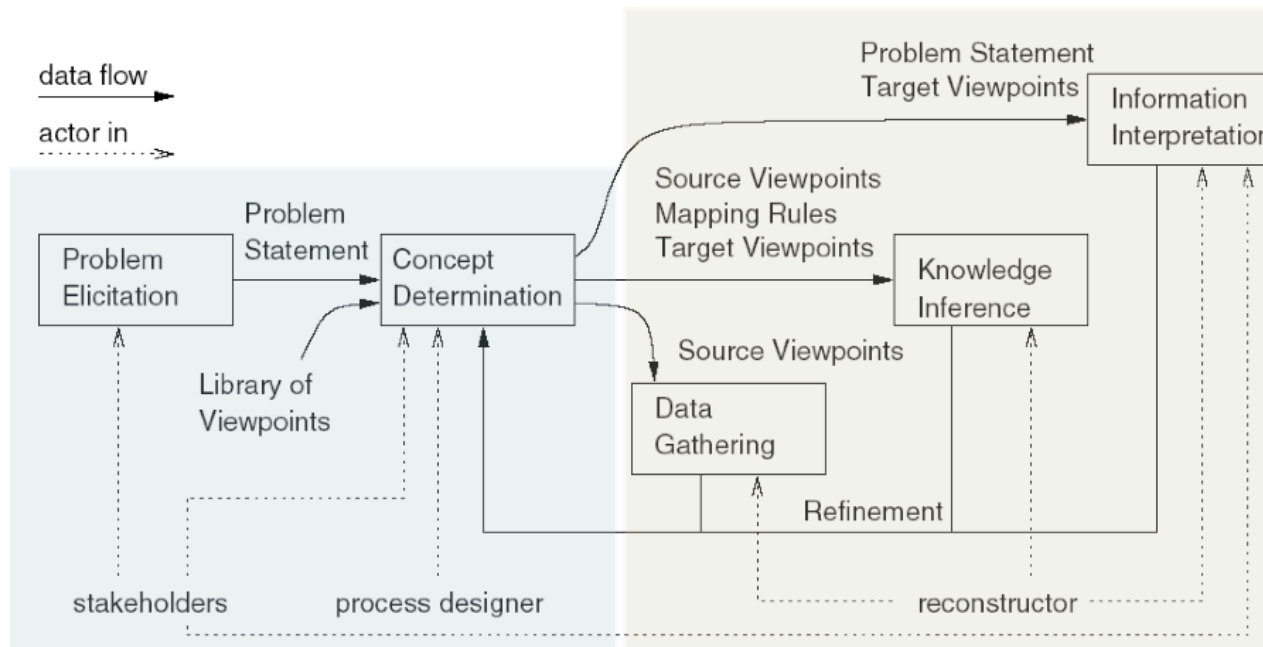 data flow
actor in
Problem Statement
Target Viewpoints
Information
Interpretation
Source Viewpoints
Mapping Rules
Target Viewpoints
Problem
Statement
Problem
Elicitation
Concept
Determination
Knowledge
Inference
Library of
Viewpoints
Source Viewpoints
Data
Gathering
Refinement
stakeholders
process designer
reconstructor